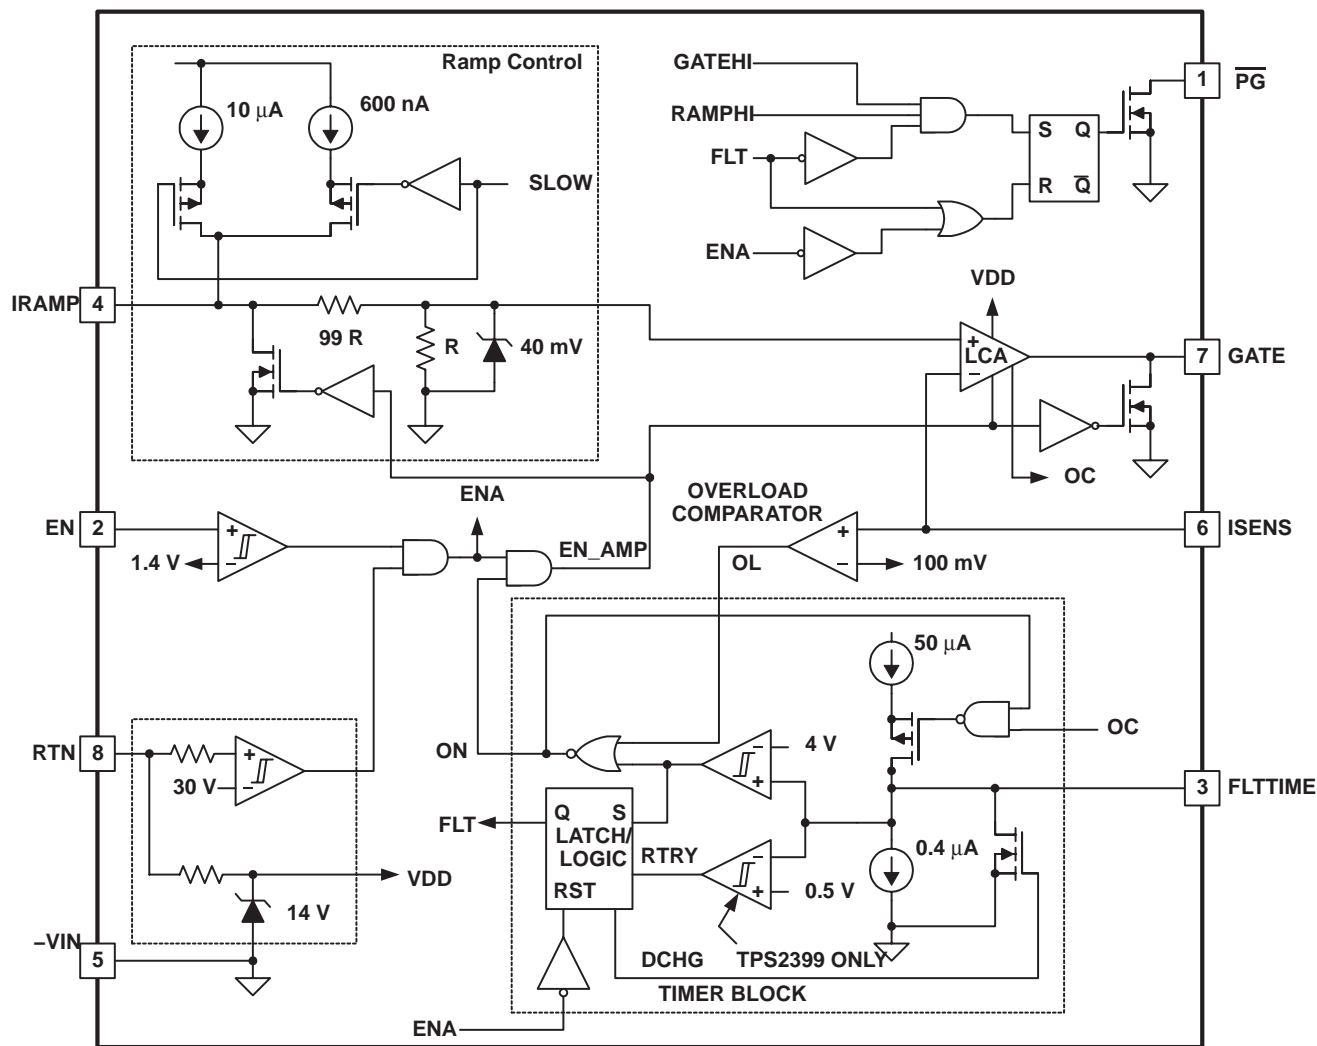 Ramp Control
10 μA
600 nA
SLOW
GATEHI
RAMPHI
FLT
ENA
S Q
R Q̅
1
P̅G̅
IRAMP
4
99 R
R
40 mV
VDD
+
LCA
−
7
GATE
OC
EN
2
+
−
1.4 V
ENA
EN_AMP
OVERLOAD
COMPARATOR
OL
+
−
100 mV
6
ISENS
50 μA
OC
RTN
8
+
−
30 V
VDD
14 V
–VIN
5
ON
−
+
4 V
3
FLTTIME
FLT
Q S
LATCH/
LOGIC
RST
RTRY
−
+
0.5 V
0.4 μA
DCHG
TPS2399 ONLY
TIMER BLOCK
ENA